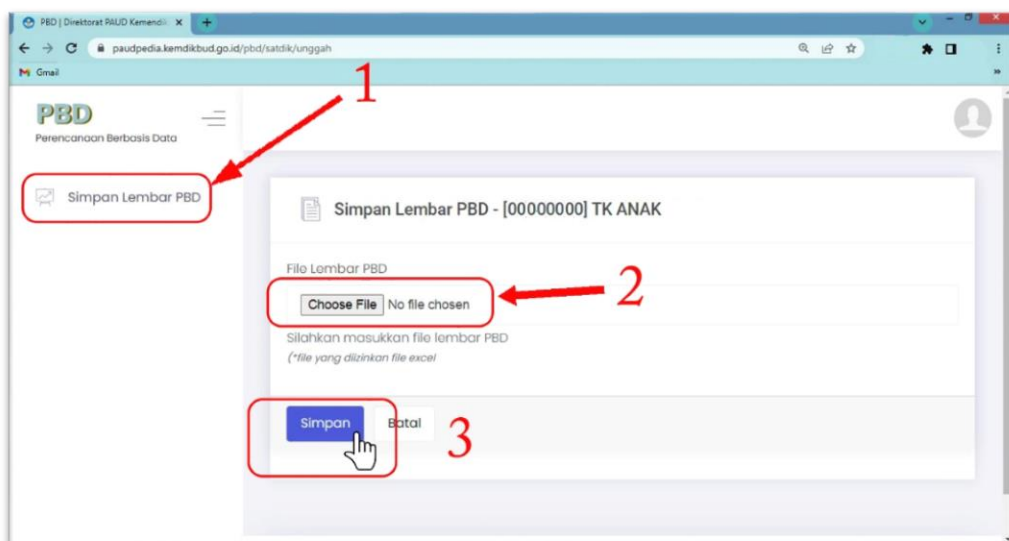 PBD | Direktorat PAUD Kemendi
paudpedia.kemdikbud.go.id/pbd/satdik/unggah
Gmail
1
PBD
Perencanaan Berbasis Data
Simpan Lembar PBD
Simpan Lembar PBD - [00000000] TK ANAK
File Lembar PBD
Choose File No file chosen
2
Silahkan masukkan file lembar PBD
(*file yang diizinkan file excel
Simpan Batal
3